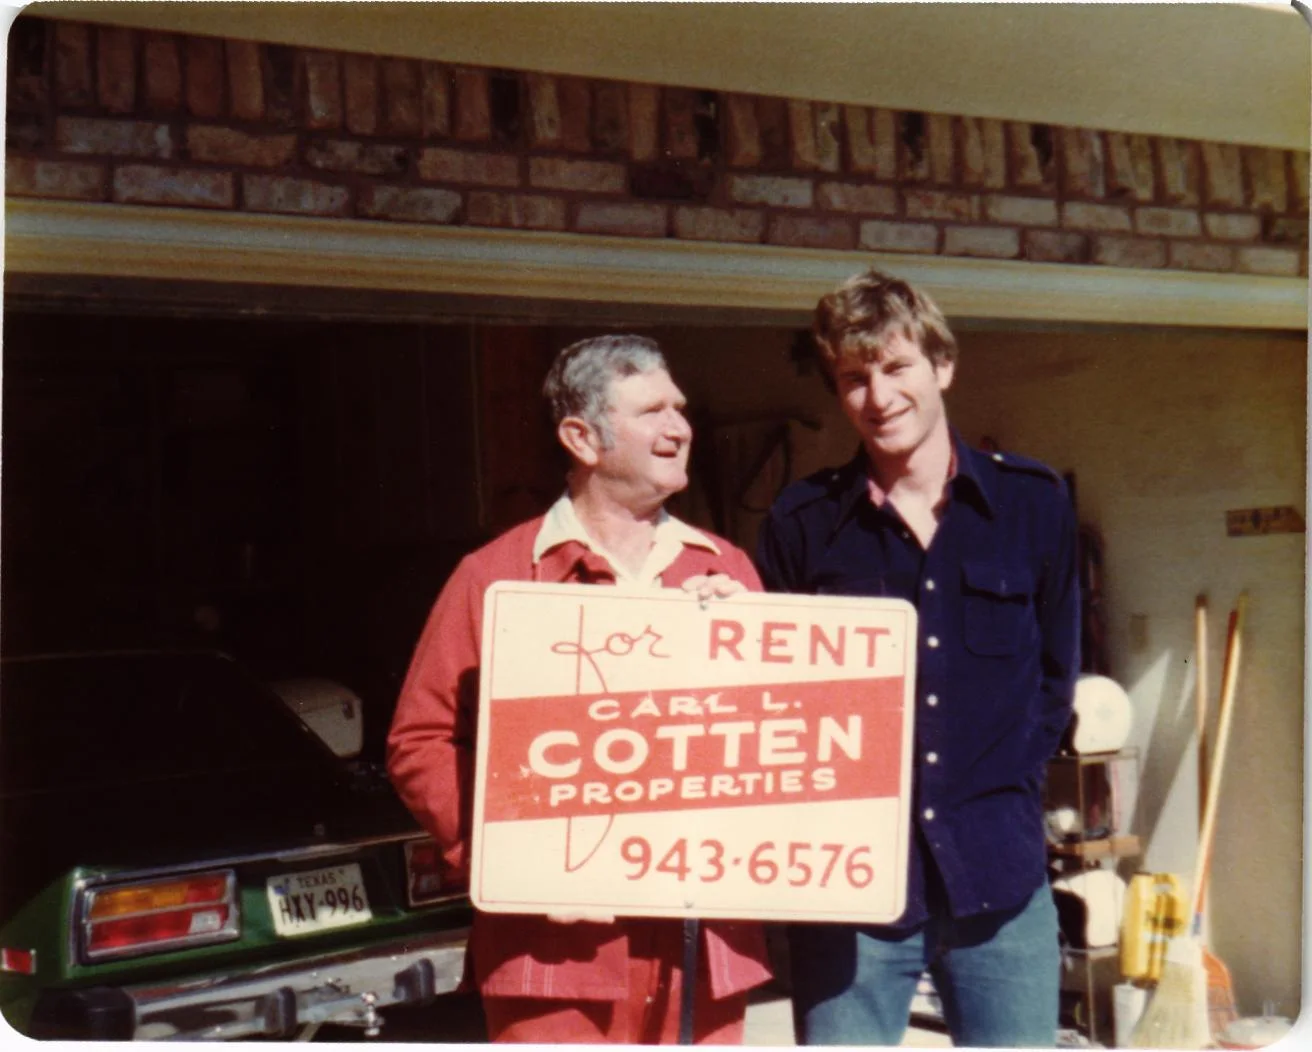 for RENT
CARL L.
COTTEN
PROPERTIES
943·6576
TEXAS
HXY·996